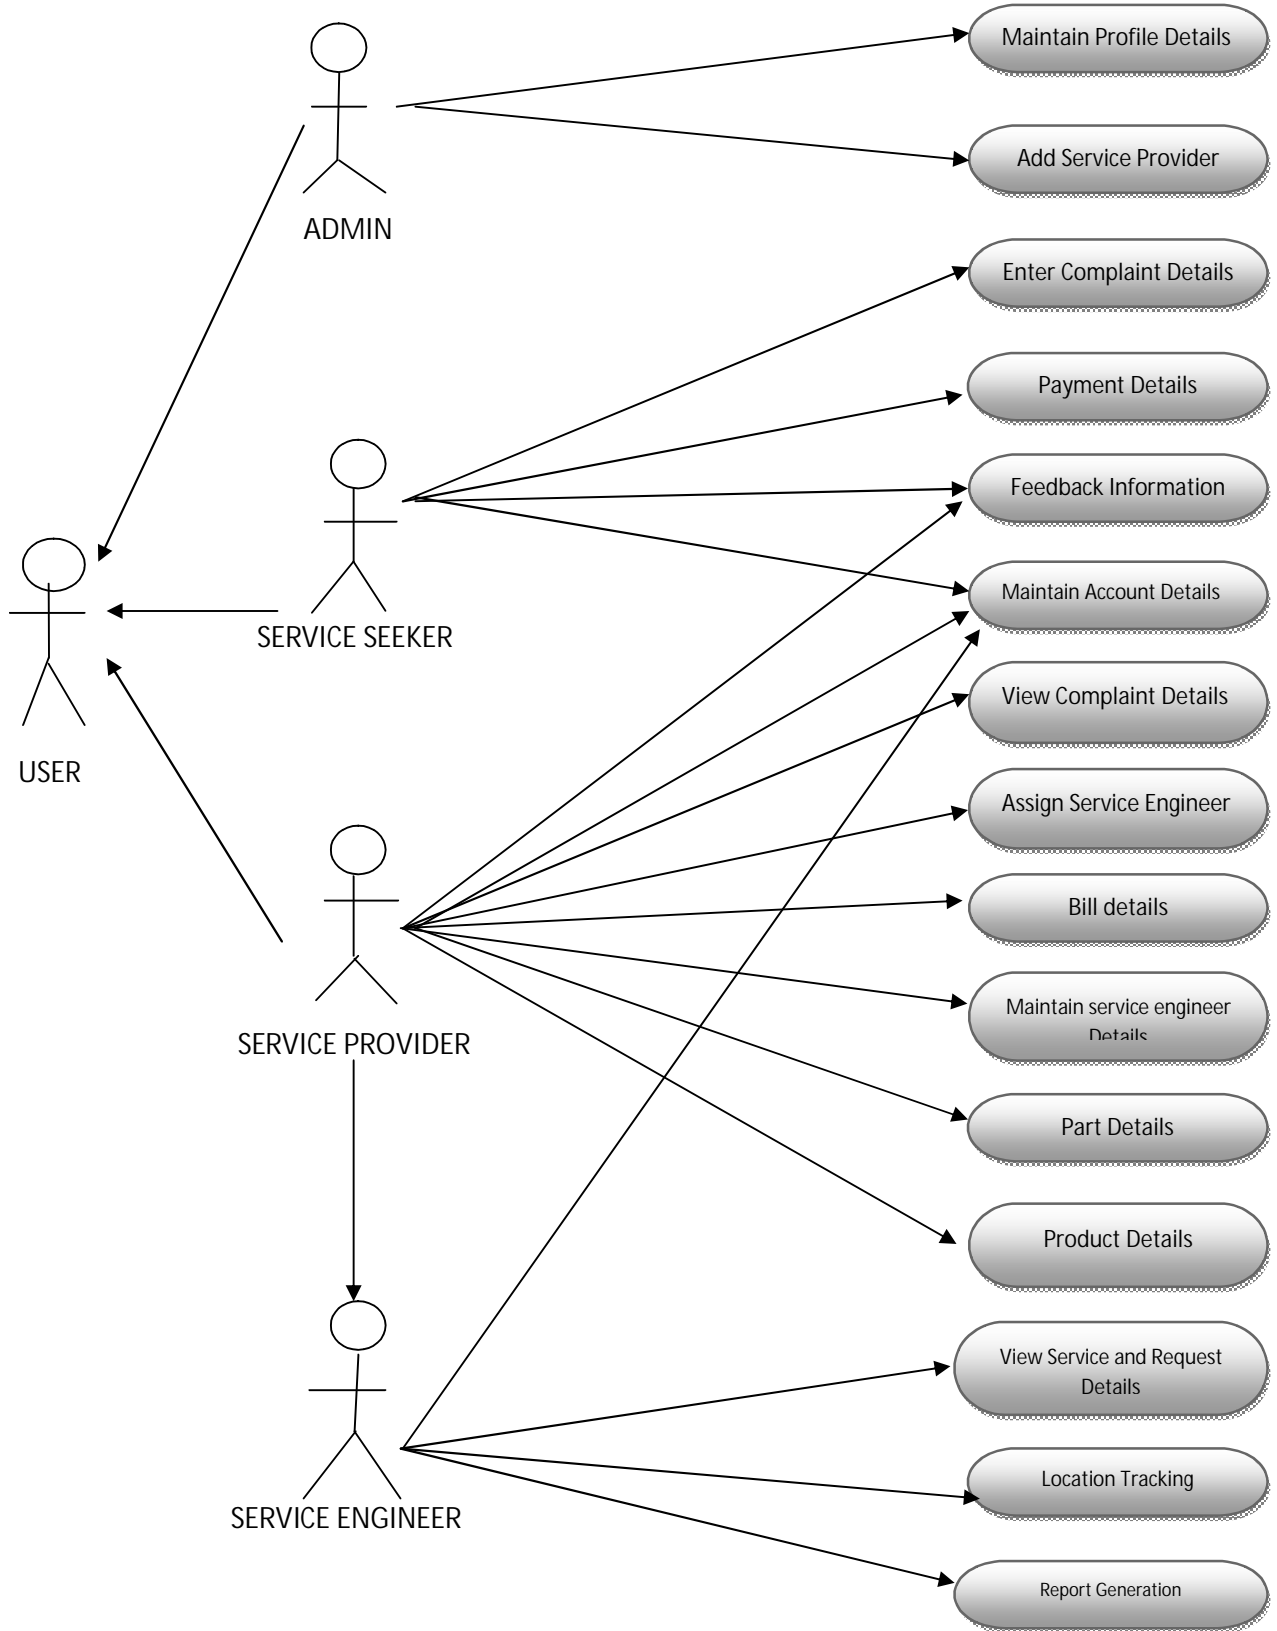 Maintain Profile Details
Add Service Provider
ADMIN
Enter Complaint Details
Payment Details
Feedback Information
Maintain Account Details
SERVICE SEEKER
View Complaint Details
USER
Assign Service Engineer
Bill details
Maintain service engineer
Details
SERVICE PROVIDER
Part Details
Product Details
View Service and Request
Details
Location Tracking
SERVICE ENGINEER
Report Generation